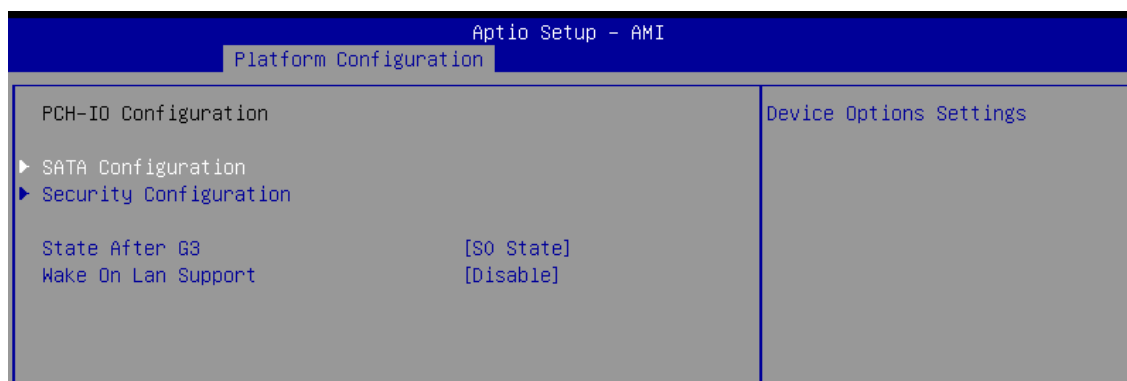 Aptio Setup – AMI
Platform Configuration
PCH-IO Configuration
Device Options Settings
SATA Configuration
Security Configuration
State After G3 [S0 State]
Wake On Lan Support [Disable]